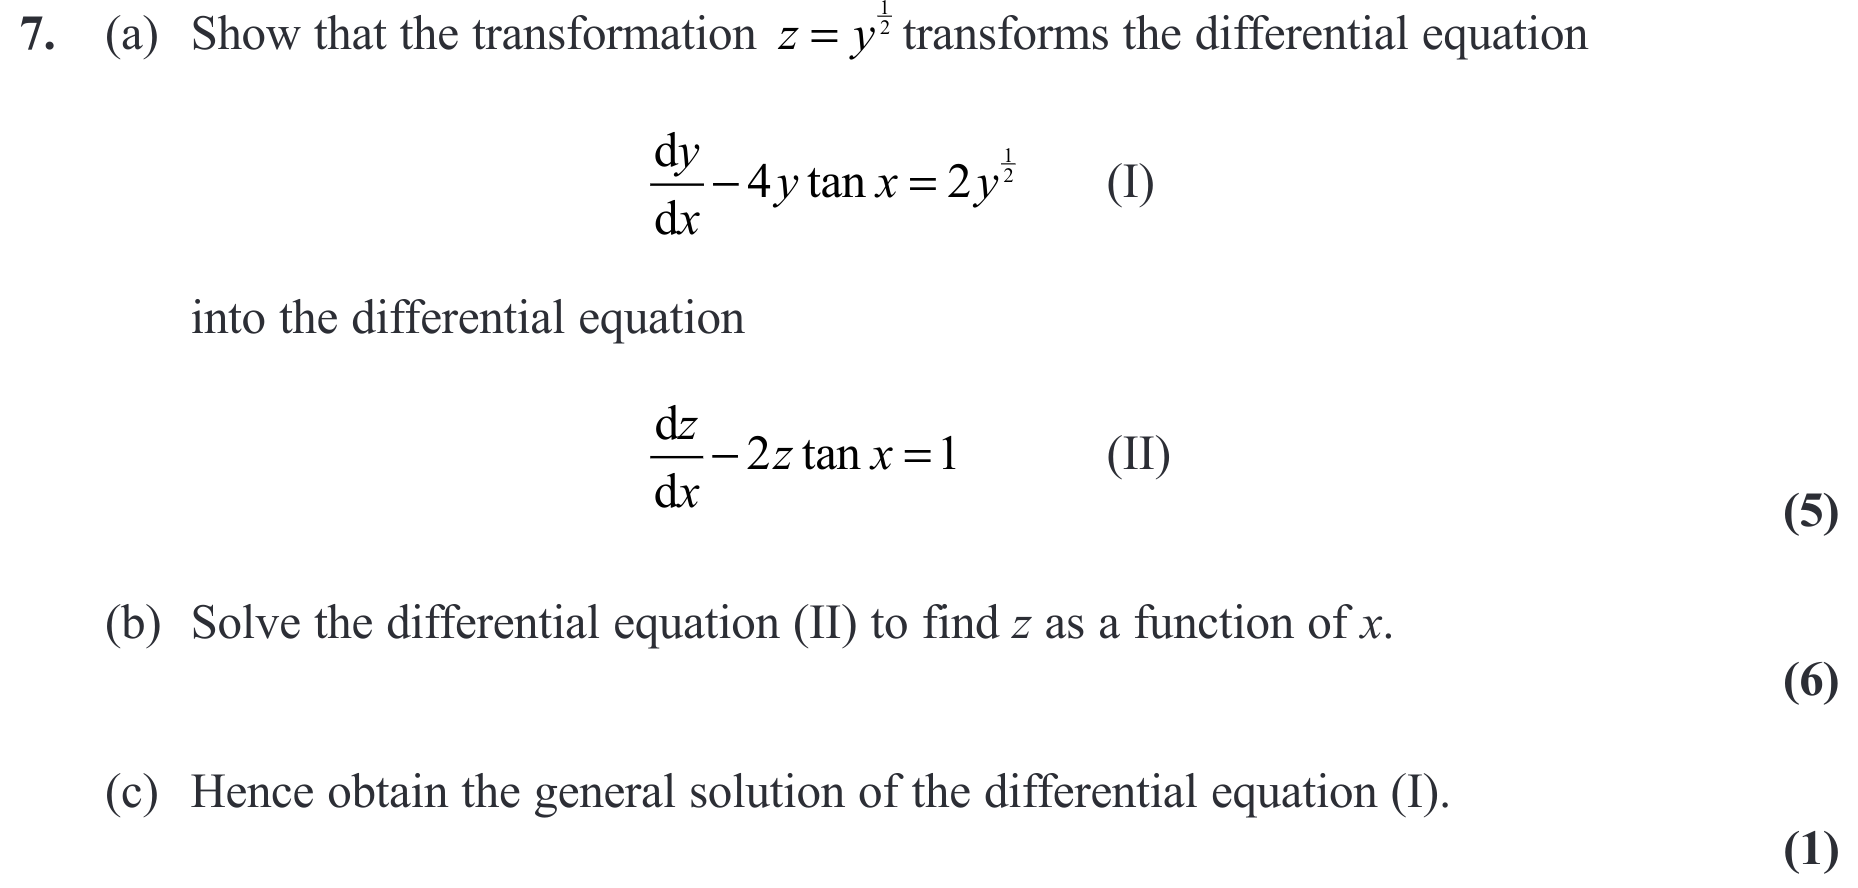 7. (a) Show that the transformation z = y^{\frac{1}{2}} transforms the differential equation
\frac{dy}{dx} - 4y tan x = 2y^{\frac{1}{2}} (I)
into the differential equation
\frac{dz}{dx} - 2z tan x = 1 (II)
(5)
(b) Solve the differential equation (II) to find z as a function of x.
(6)
(c) Hence obtain the general solution of the differential equation (I).
(1)